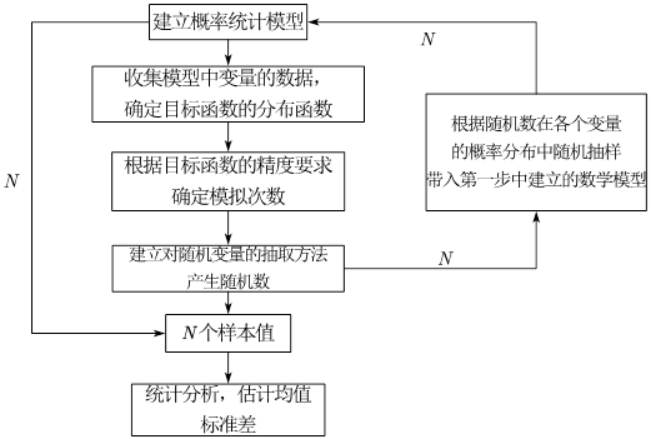 建立概率统计模型
N
收集模型中变量的数据，
确定目标函数的分布函数
根据随机数在各个变量
的概率分布中随机抽样
带入第一步中建立的数学模型
N
根据目标函数的精度要求
确定模拟次数
建立对随机变量的抽取方法
产生随机数
N
N个样本值
统计分析，估计均值
标准差